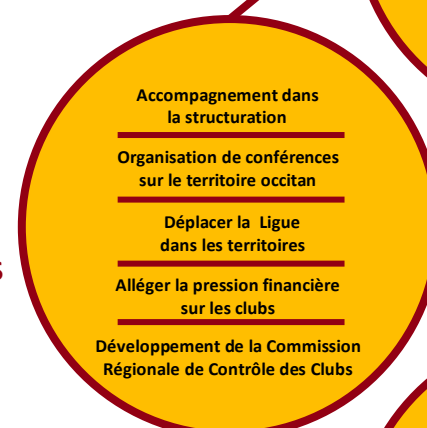 Accompagnement dans
la structuration
Organisation de conférences
sur le territoire occitan
Déplacer la Ligue
dans les territoires
Alléger la pression financière
sur les clubs
Développement de la Commission
Régionale de Contrôle des Clubs